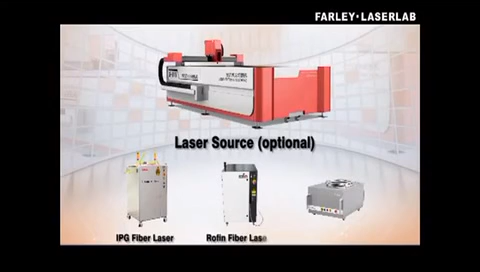 FARLEY•LASERLAB
Laser Source (optional)
IPG Fiber Laser
Rofin Fiber Lase